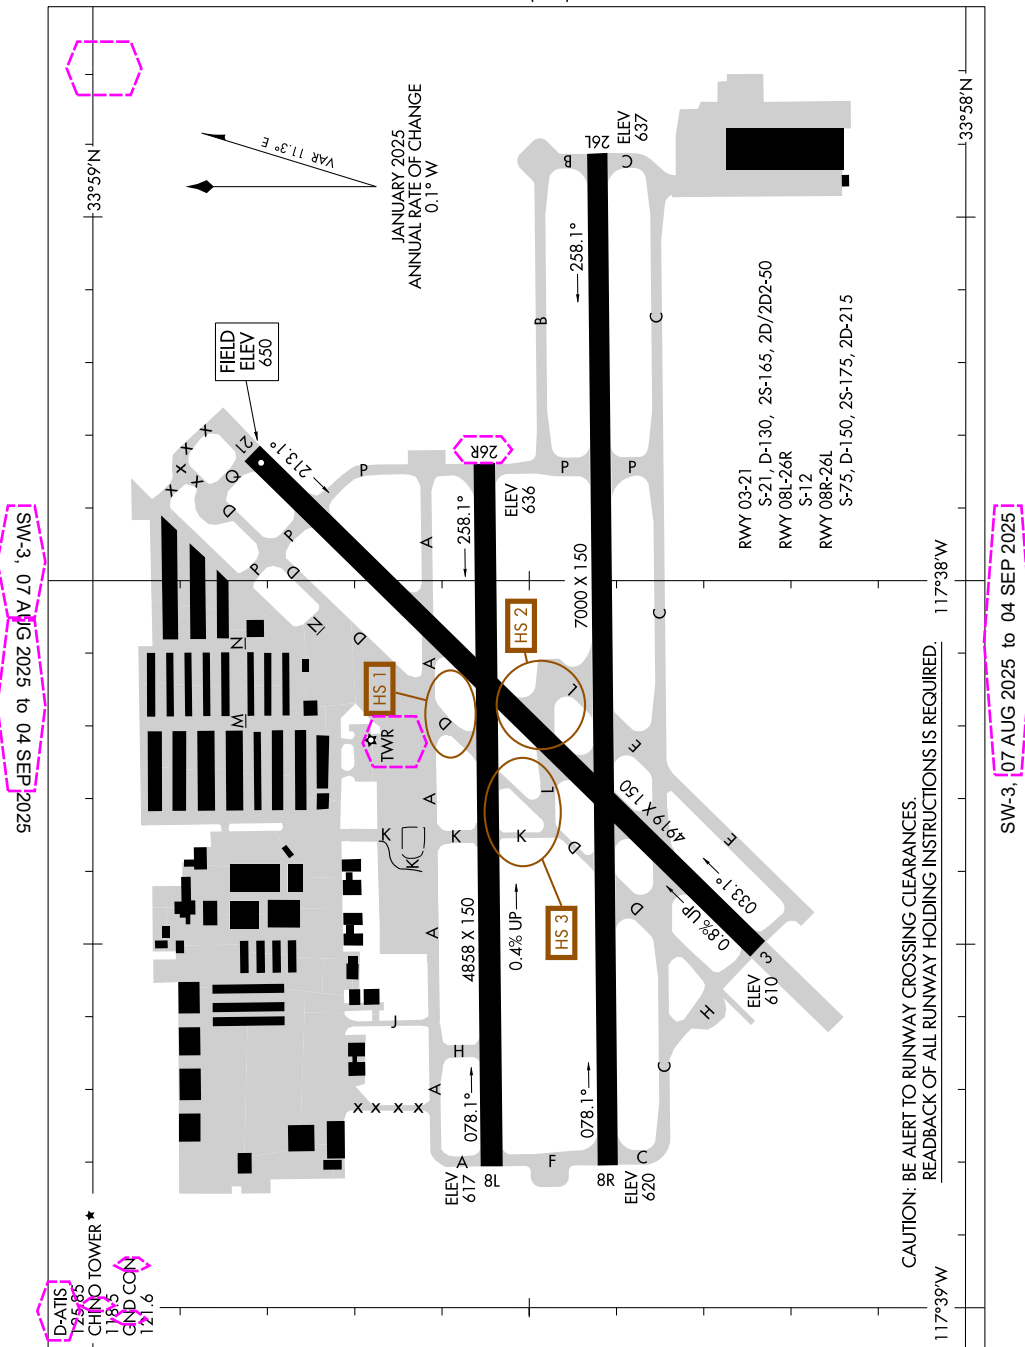 D-ATIS
125.85
CHINO TOWER
118.5
GND CON
121.6
33°59'N
33°58'N
VAR 11.3° E
JANUARY 2025
ANNUAL RATE OF CHANGE
0.1° W
FIELD
ELEV
650
21
213.1°
26R
ELEV
636
258.1°
26L
ELEV
637
258.1°
B
C
B
C
P
P
P
P
P
Q
D
D
D
N
N
W
A
A
A
A
A
A
7000 X 150
C
HS 1
HS 2
HS 3
D
L
L
TWR
K
K
K
K
E
E
D
D
4919 X 150
033.1°
0.8% UP
3
ELEV
610
4858 X 150
0.4% UP
J
H
H
C
078.1°
078.1°
F
C
ELEV
617
8L
8R
ELEV
620
X X X X
X X X X X
RWY 03-21
S-21, D-130, 2S-165, 2D/2D2-50
RWY 08L-26R
S-12
RWY 08R-26L
S-75, D-150, 2S-175, 2D-215
CAUTION: BE ALERT TO RUNWAY CROSSING CLEARANCES.
READBACK OF ALL RUNWAY HOLDING INSTRUCTIONS IS REQUIRED.
117°38'W
117°39'W
SW-3, 07 AUG 2025 to 04 SEP 2025
SW-3, 07 AUG 2025 to 04 SEP 2025